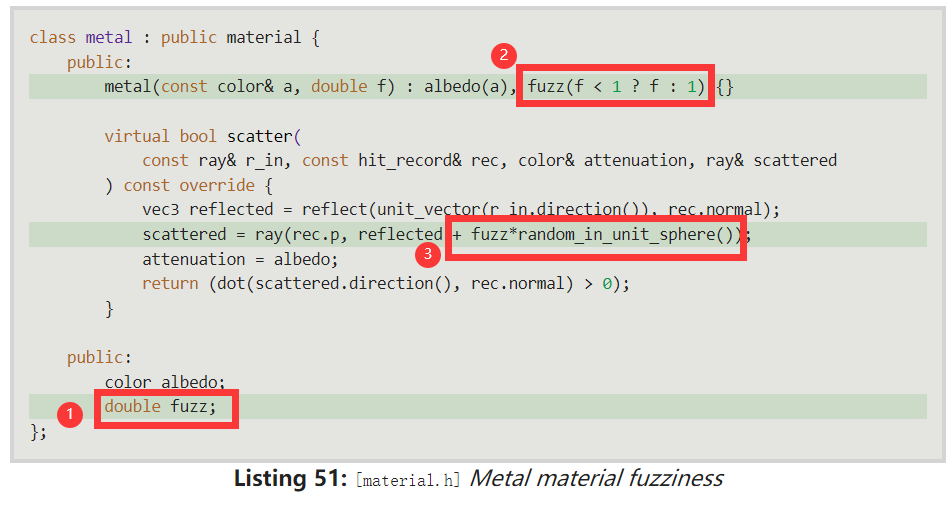 class metal : public material {
public:
metal(const color& a, double f) : albedo(a), fuzz(f < 1 ? f : 1) {}
2
virtual bool scatter(
const ray& r_in, const hit_record& rec, color& attenuation, ray& scattered
) const override {
vec3 reflected = reflect(unit_vector(r_in.direction()), rec.normal);
scattered = ray(rec.p, reflected + fuzz*random_in_unit_sphere());
3
attenuation = albedo;
return (dot(scattered.direction(), rec.normal) > 0);
}
public:
color albedo;
1
double fuzz;
};
Listing 51: [material.h] Metal material fuzziness